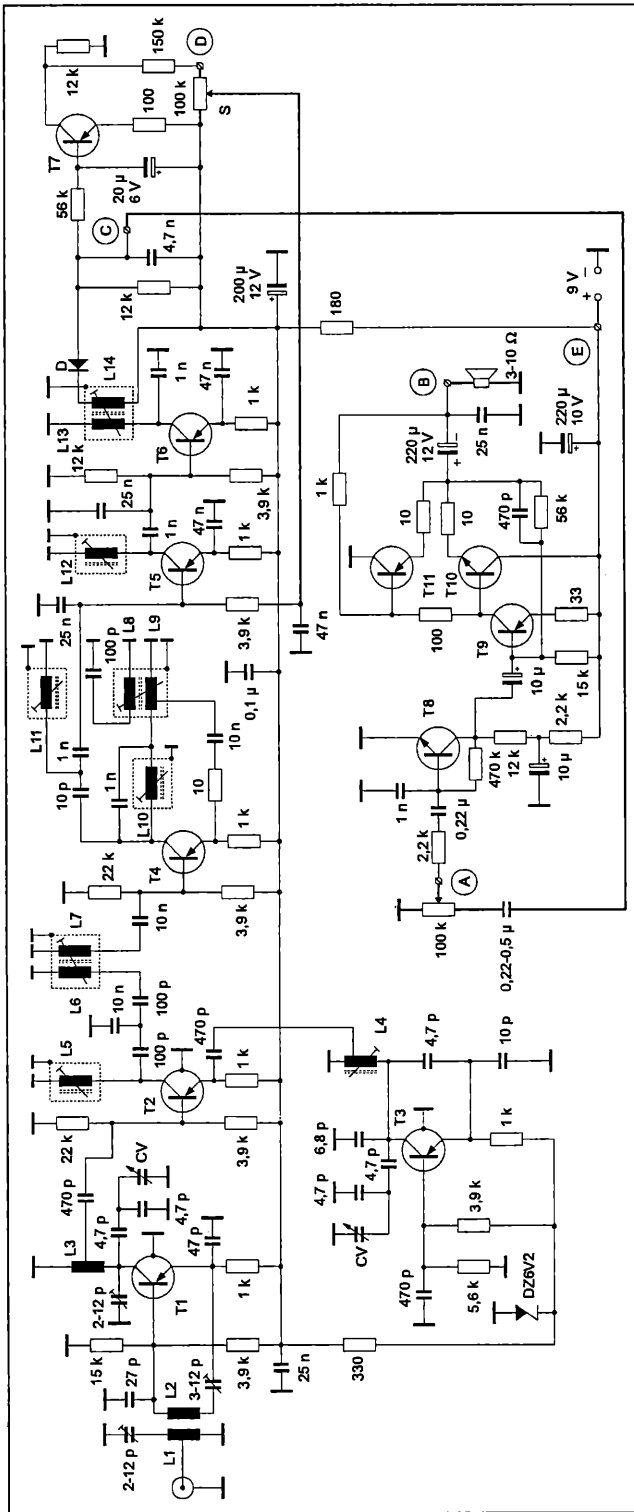 12 k
150 k
D
100 k
S
T7
100
20 µ
6 V
56 k
C
4,7 n
12 k
D
L14
L13
1 n
47 n
200 µ
12 V
12 k
T6
1 k
25 n
3,9 k
L12
1 n
47 n
T5
1 k
25 n
3,9 k
47 n
L11
100 p
L8
L9
0,1 µ
1 n
10 p
1 n
L10
10 n
10
22 k
T4
1 k
L7
10 n
3,9 k
L6
10 n
100 p
L5
100 p
470 p
T2
1 k
22 k
3,9 k
470 p
CV
L3
4,7 p
4,7 p
47 p
2-12 p
T1
1 k
15 k
27 p
L2
3,9 k
3-12 p
25 n
2-12 p
L1
330
180
9 V
+
–
E
B
3-10 Ω
220 µ
10 V
+
1 k
220 µ
12 V
+
–
25 n
10
10
470 p
56 k
T11
T10
100
T9
33
10 µ
15 k
T8
2,2 k
1 n
470 k
12 k
10 µ
0,22 µ
2,2 k
A
100 k
0,22-0,5 µ
L4
4,7 p
10 p
6,8 p
T3
4,7 p
4,7 p
1 k
CV
3,9 k
470 p
5,6 k
DZ6V2